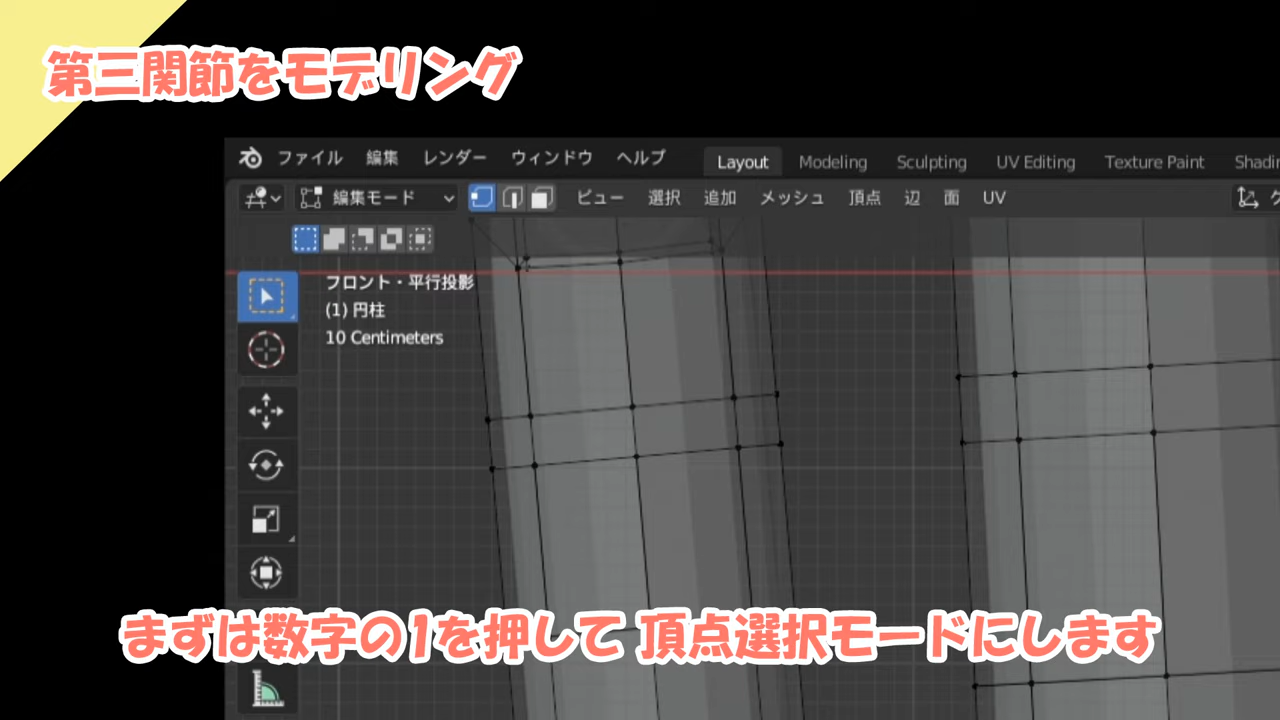 第三関節をモデリング
ファイル 編集 レンダー ウィンドウ ヘルプ Layout Modeling Sculpting UV Editing Texture Paint Shadin
編集モード ビュー 選択 追加 メッシュ 頂点 辺 面 UV
フロント・平行投影
(1) 円柱
10 Centimeters
まずは数字の1を押して 頂点選択モードにします